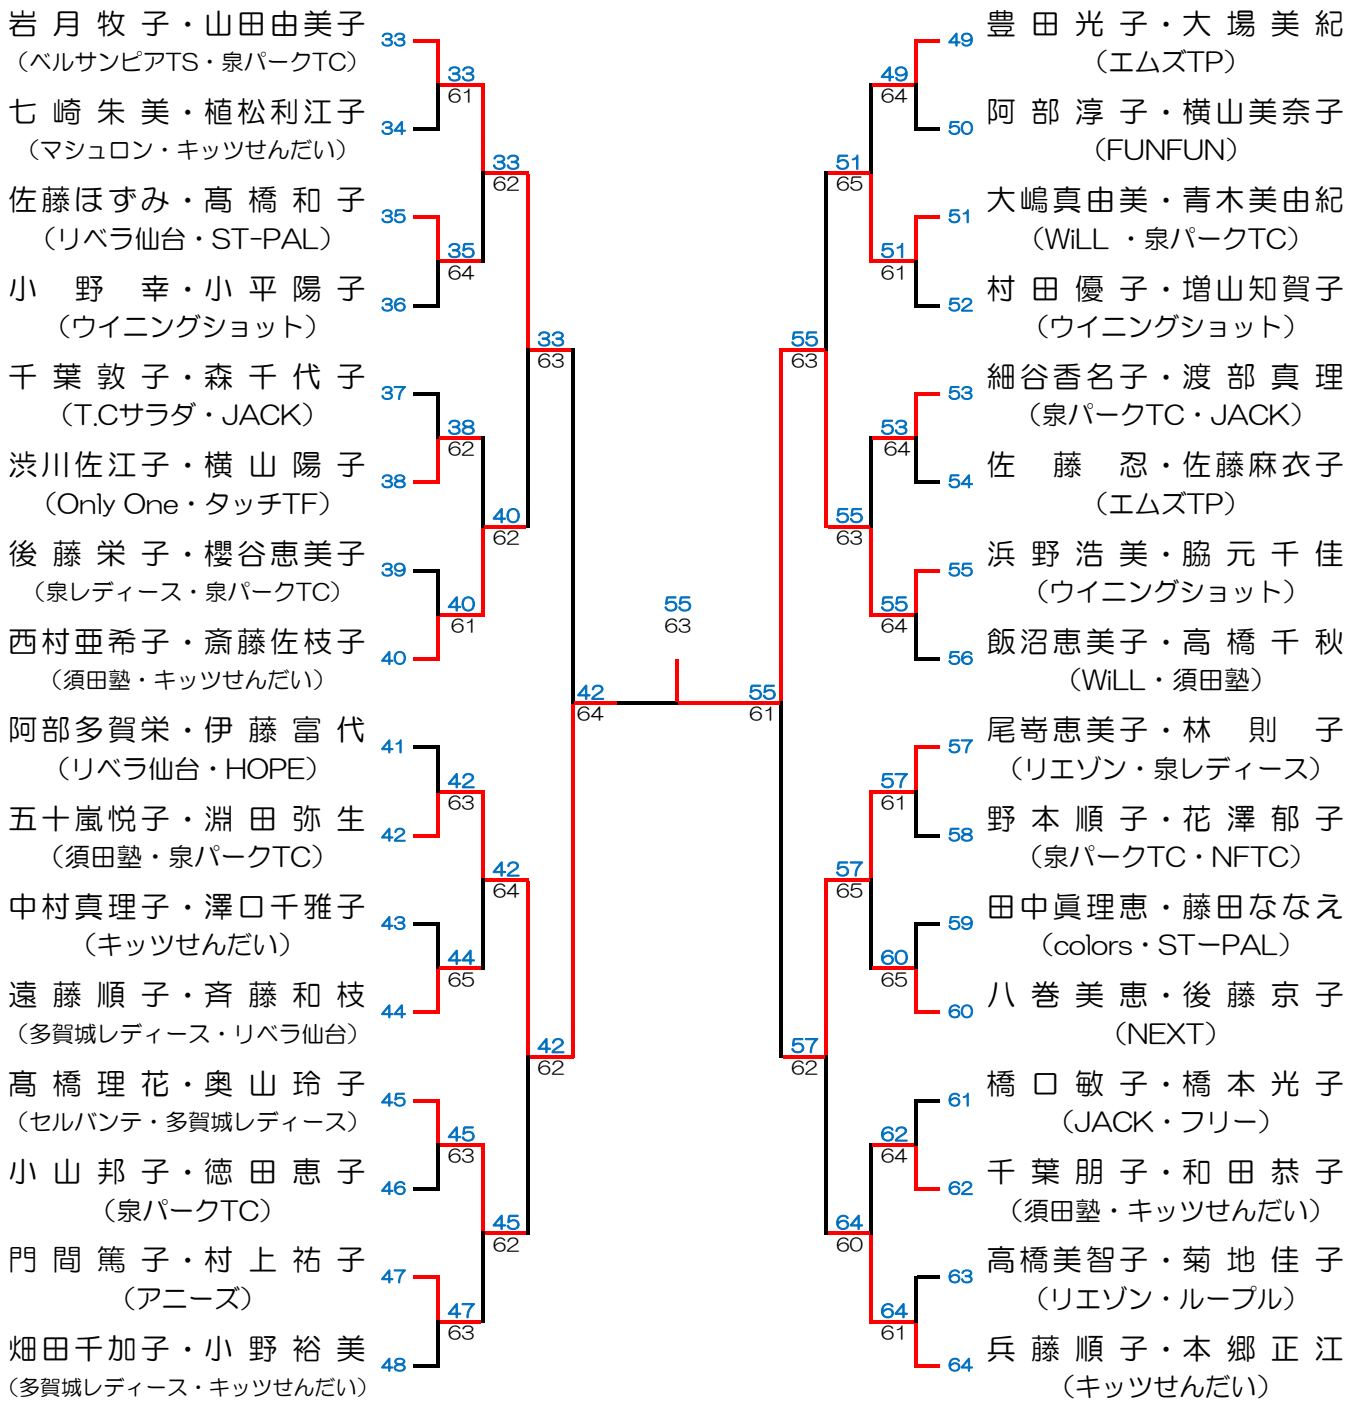 岩月牧子・山田由美子
（ベルサンピアTS・泉パークTC）
33
七崎朱美・植松利江子
（マシュロン・キッツせんだい）
34
佐藤ほずみ・髙橋和子
（リベラ仙台・ST-PAL）
35
小野幸・小平陽子
（ウイニングショット）
36
千葉敦子・森千代子
（T.Cサラダ・JACK）
37
渋川佐江子・横山陽子
（Only One・タッチTF）
38
後藤栄子・櫻谷恵美子
（泉レディース・泉パークTC）
39
西村亜希子・斎藤佐枝子
（須田塾・キッツせんだい）
40
阿部多賀栄・伊藤富代
（リベラ仙台・HOPE）
41
五十嵐悦子・淵田弥生
（須田塾・泉パークTC）
42
中村真理子・澤口千雅子
（キッツせんだい）
43
遠藤順子・斉藤和枝
（多賀城レディース・リベラ仙台）
44
髙橋理花・奥山玲子
（セルバンテ・多賀城レディース）
45
小山邦子・徳田恵子
（泉パークTC）
46
門間篤子・村上祐子
（アニーズ）
47
畑田千加子・小野裕美
（多賀城レディース・キッツせんだい）
48
33
61
35
64
38
62
40
61
42
63
44
65
45
63
47
63
33
62
40
62
42
64
45
62
33
63
42
62
42
64
55
63
55
61
55
63
57
62
51
65
55
63
57
65
64
60
49
64
51
61
53
64
55
64
57
61
60
65
62
64
64
61
49
豊田光子・大場美紀
（エムズTP）
50
阿部淳子・横山美奈子
（FUNFUN）
51
大嶋真由美・青木美由紀
（WiLL ・泉パークTC）
52
村田優子・増山知賀子
（ウイニングショット）
53
細谷香名子・渡部真理
（泉パークTC・JACK）
54
佐藤忍・佐藤麻衣子
（エムズTP）
55
浜野浩美・脇元千佳
（ウイニングショット）
56
飯沼恵美子・高橋千秋
（WiLL・須田塾）
57
尾嵜恵美子・林則子
（リエゾン・泉レディース）
58
野本順子・花澤郁子
（泉パークTC・NFTC）
59
田中眞理恵・藤田ななえ
（colors・STーPAL）
60
八巻美恵・後藤京子
（NEXT）
61
橋口敏子・橋本光子
（JACK・フリー）
62
千葉朋子・和田恭子
（須田塾・キッツせんだい）
63
高橋美智子・菊地佳子
（リエゾン・ループル）
64
兵藤順子・本郷正江
（キッツせんだい）